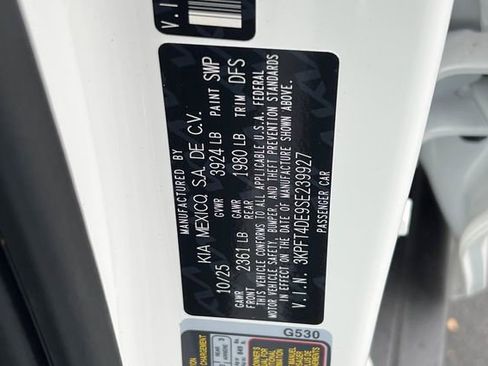 V.I
MANUFACTURED BY
KIA MEXICO S.A. DE C.V.
10/25 GVWR 3924 LB PAINT SWP
GAWR FRONT 2361 LB GAWR REAR 1980 LB TRIM DFS
THIS VEHICLE CONFORMS TO ALL APPLICABLE U.S.A. FEDERAL
MOTOR VEHICLE SAFETY, BUMPER, AND THEFT PREVENTION STANDARDS
IN EFFECT ON THE DATE OF MANUFACTURE SHOWN ABOVE.
V.I.N. 3KPFT4DE9SE239927
PASSENGER CAR
G530
REAR
3